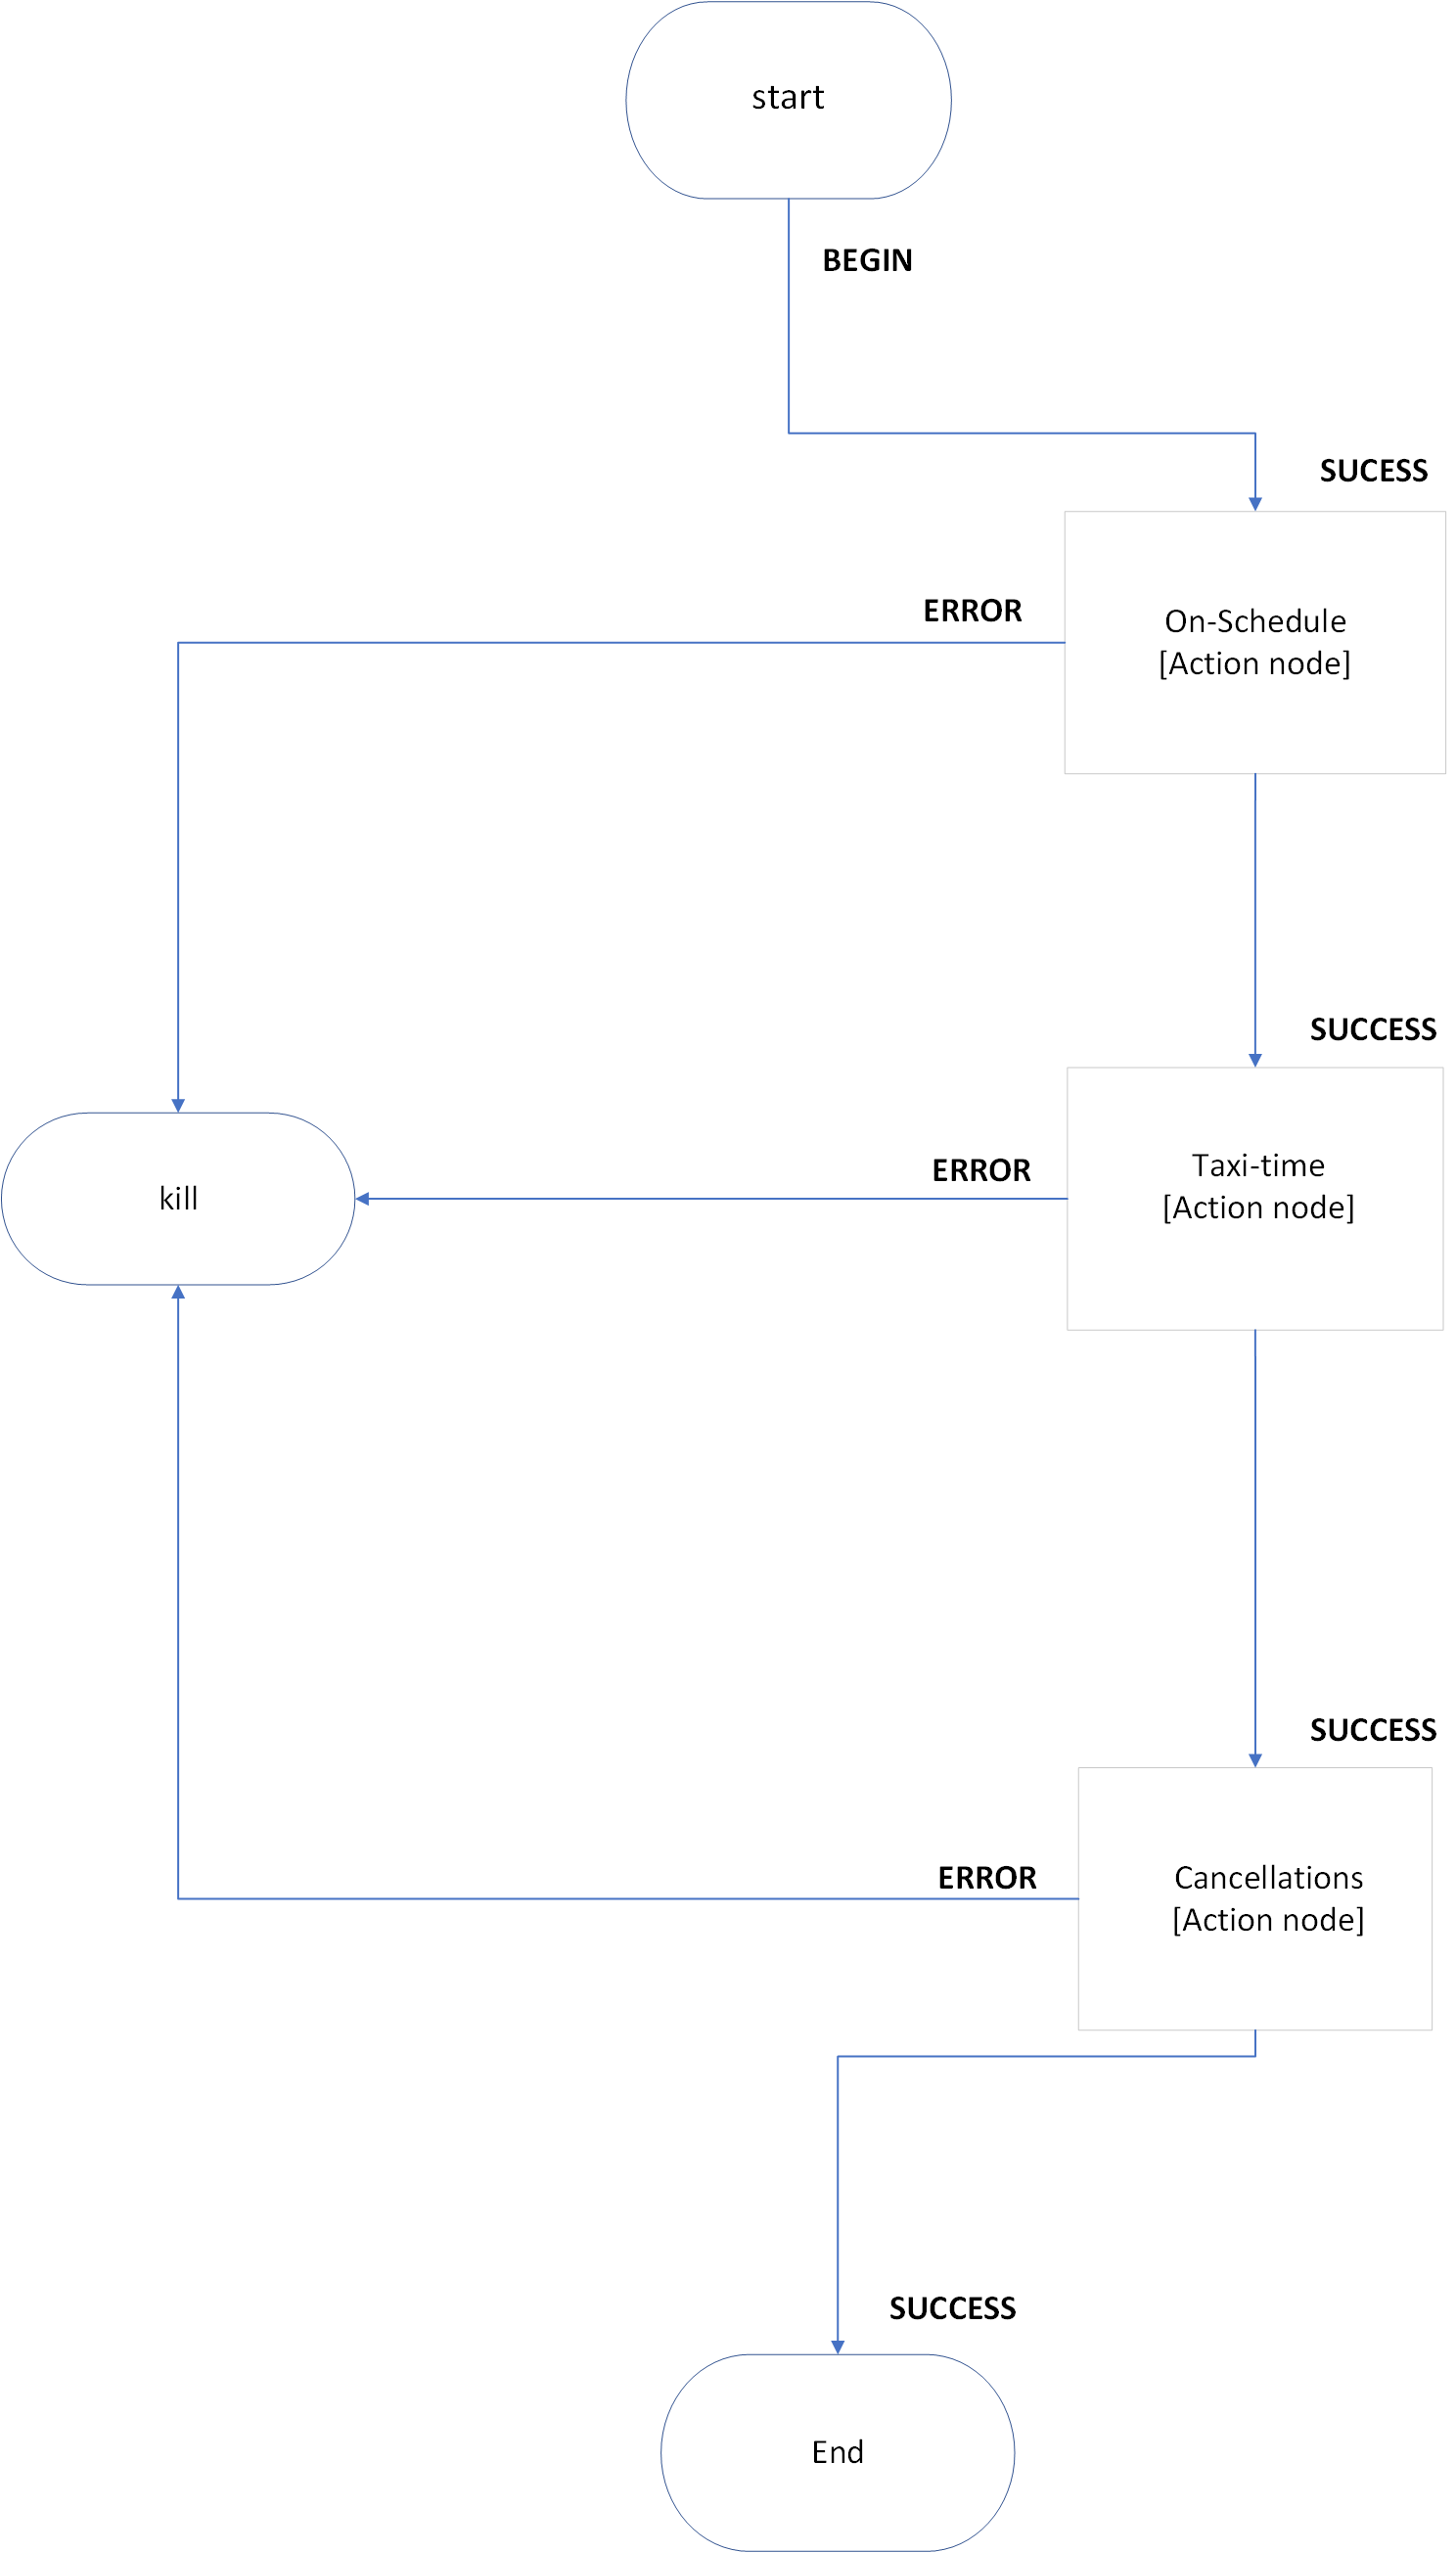 start
BEGIN
SUCESS
ERROR
On-Schedule
[Action node]
SUCCESS
ERROR
Taxi-time
[Action node]
kill
SUCCESS
ERROR
Cancellations
[Action node]
SUCCESS
End